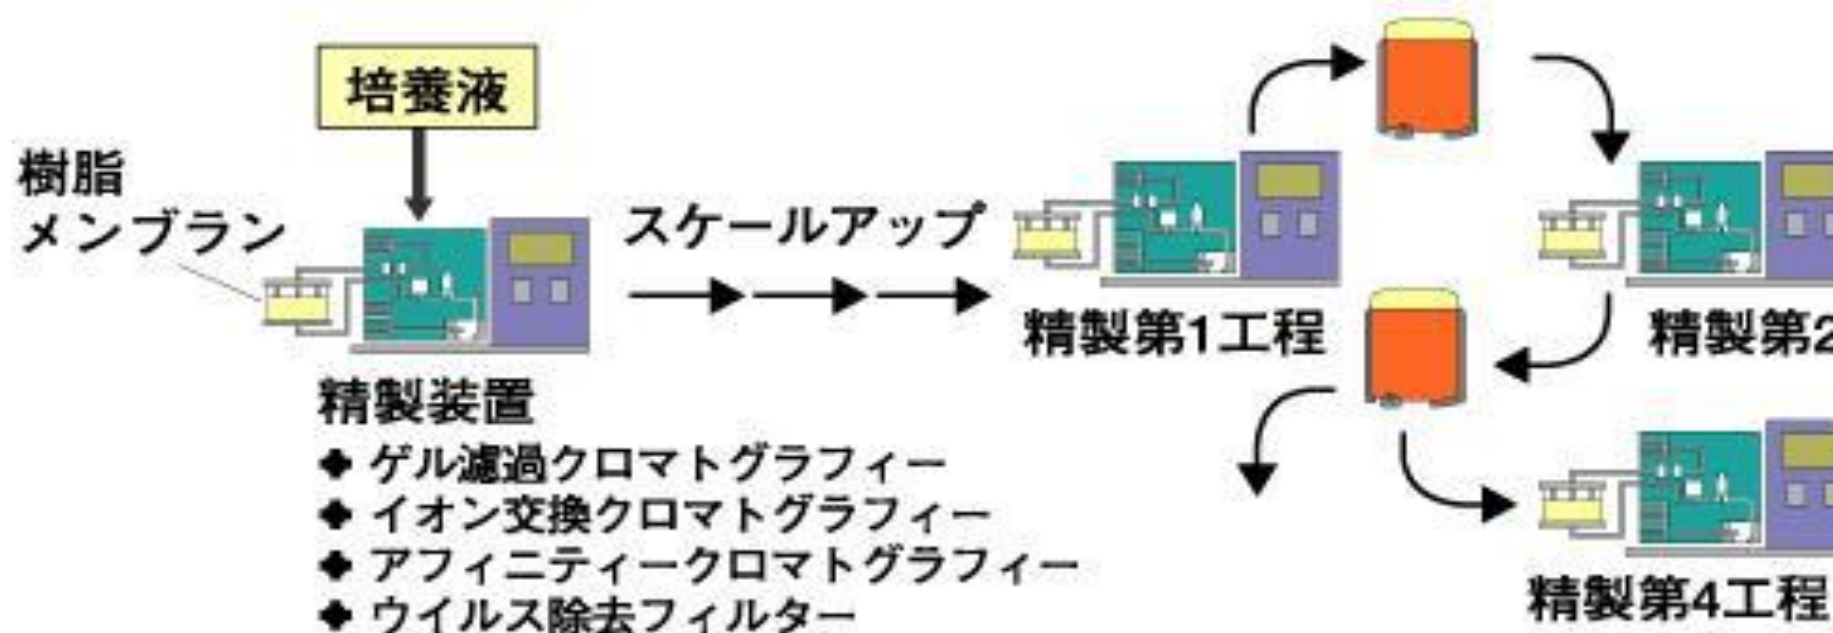 培養液
樹脂
メンブラン
スケールアップ
精製装置
◆ ゲル濾過クロマトグラフィー
◆ イオン交換クロマトグラフィー
◆ アフィニティークロマトグラフィー
◆ ウイルス除去フィルター
精製第1工程
精製第2
精製第4工程